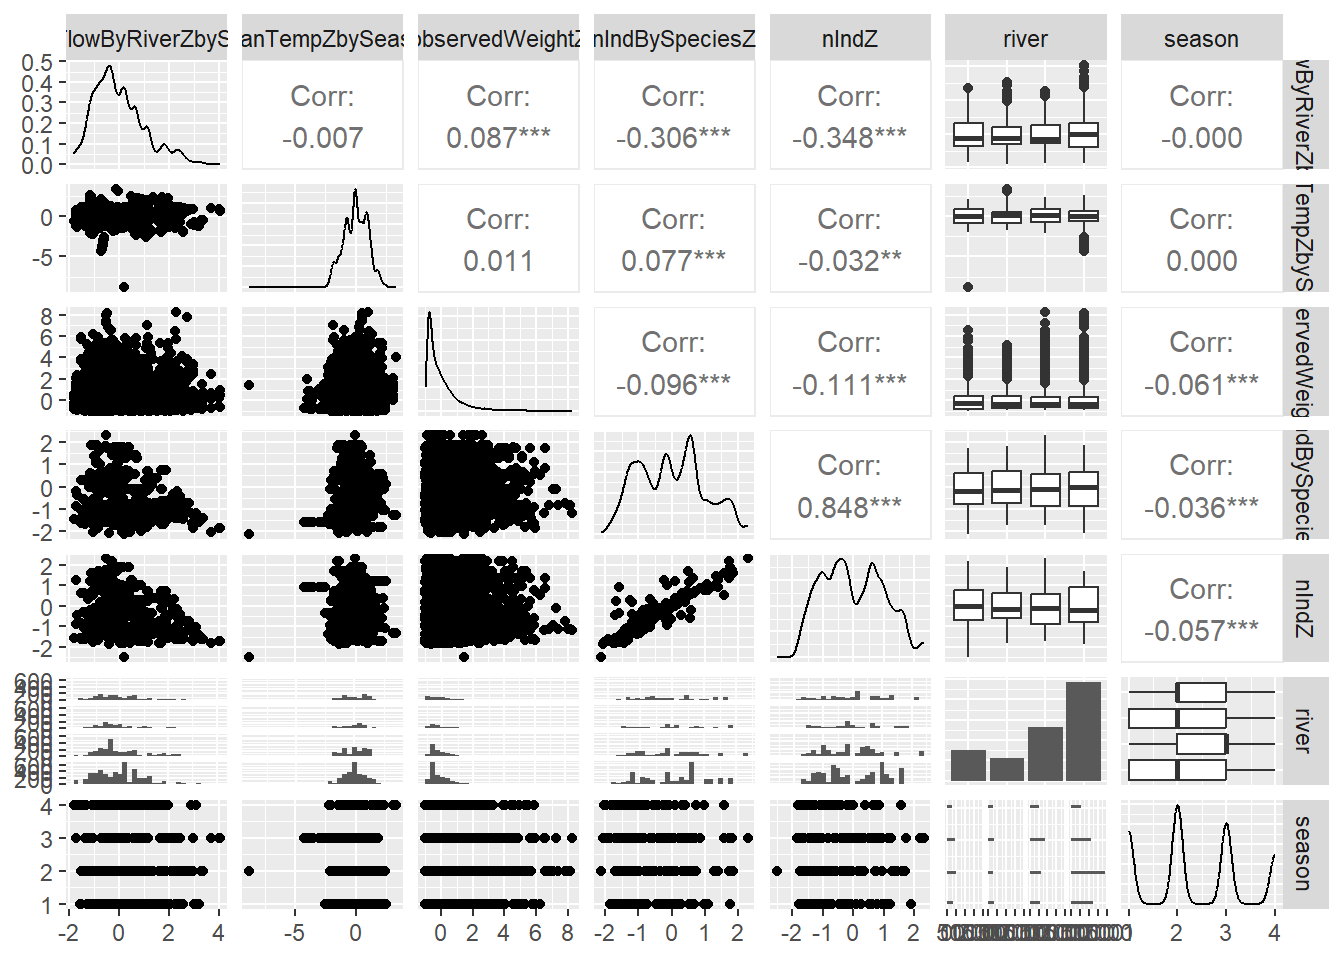 lowByRiverZbyS
anTempZbySeas
observedWeightZ
nIndBySpeciesZ
nIndZ
river
season
0.5
0.4
0.3
0.2
0.1
0.0
Corr:
-0.007
Corr:
0.087***
Corr:
-0.306***
Corr:
-0.348***
Corr:
-0.000
yByRiverZb
0
-5
Corr:
0.011
Corr:
0.077***
Corr:
-0.032**
Corr:
0.000
TempZbyS
8
6
4
2
0
Corr:
-0.096***
Corr:
-0.111***
Corr:
-0.061***
ervedWeig
2
1
0
-1
-2
Corr:
0.848***
Corr:
-0.036***
dBySpecie
2
1
0
-1
-2
Corr:
-0.057***
nIndZ
600
400
200
0
river
4
3
2
1
season
-2 0 2 4
-5 0
0 2 4 6 8
-2 -1 0 1 2
-2 -1 0 1 2
1 2 3 4